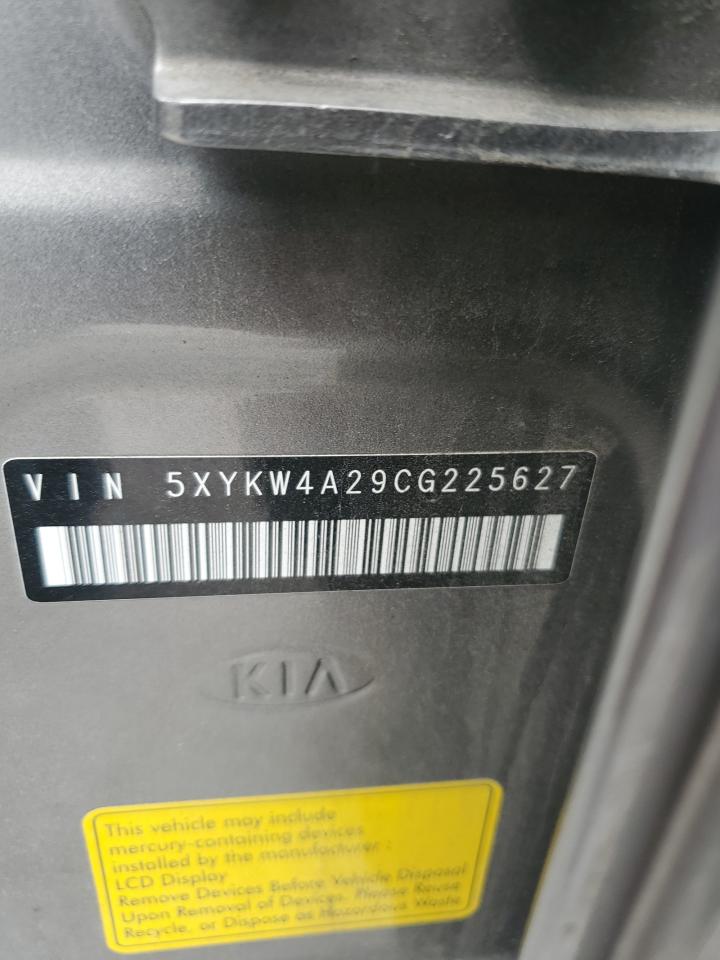 VIN 5XYKW4A29CG225627
KIA
This vehicle may include
mercury-containing devices
installed by the manufacturer :
LCD Display
Remove Devices Before Vehicle Disposal
Upon Removal of Devices, Please Reuse
Recycle, or Dispose as Hazardous Waste